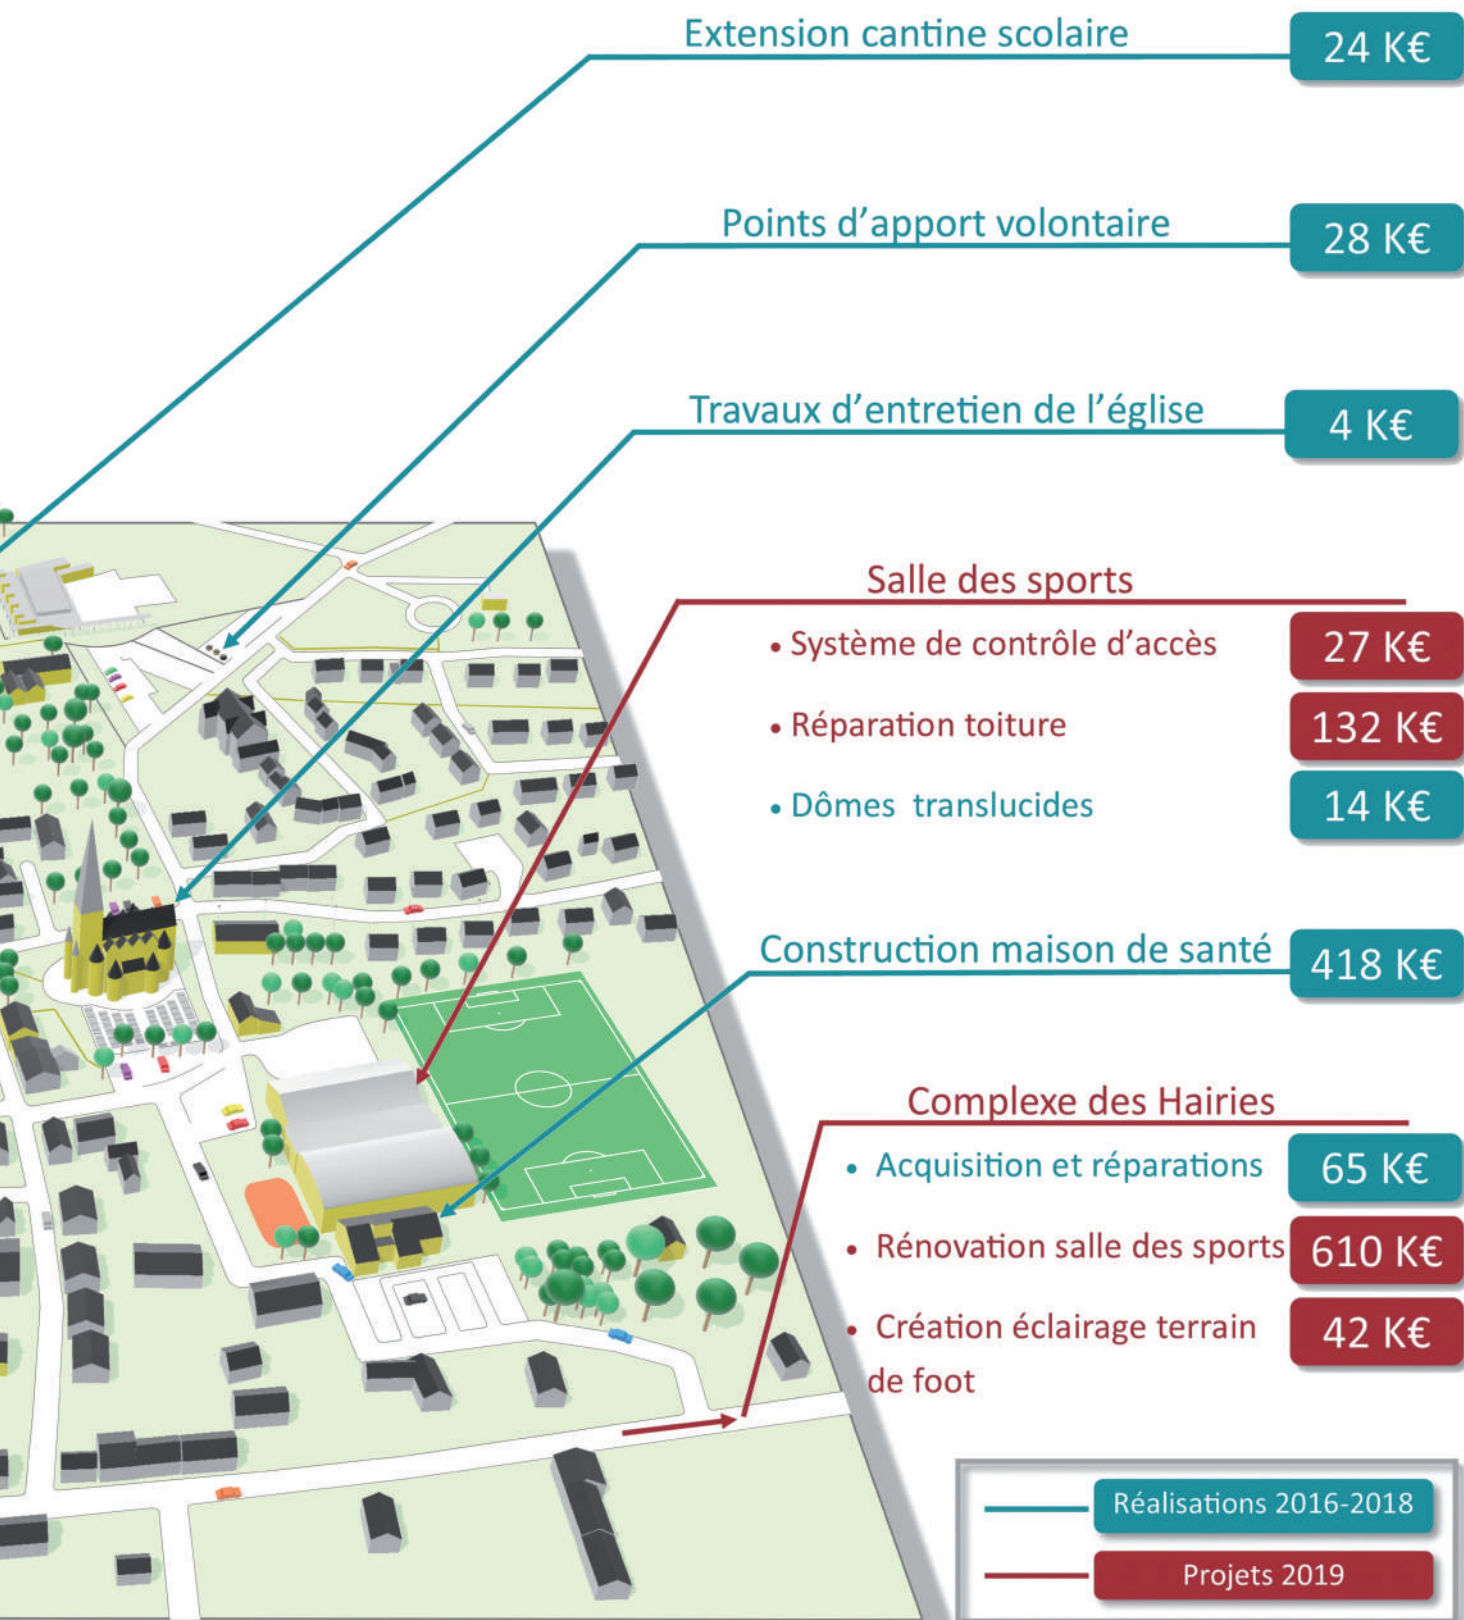 Extension cantine scolaire 24 K€
Points d’apport volontaire 28 K€
Travaux d’entretien de l’église 4 K€
Salle des sports
• Système de contrôle d’accès 27 K€
• Réparation toiture 132 K€
• Dômes translucides 14 K€
Construction maison de santé 418 K€
Complexe des Hairies
• Acquisition et réparations 65 K€
• Rénovation salle des sports 610 K€
• Création éclairage terrain 42 K€
de foot
Réalisations 2016-2018
Projets 2019